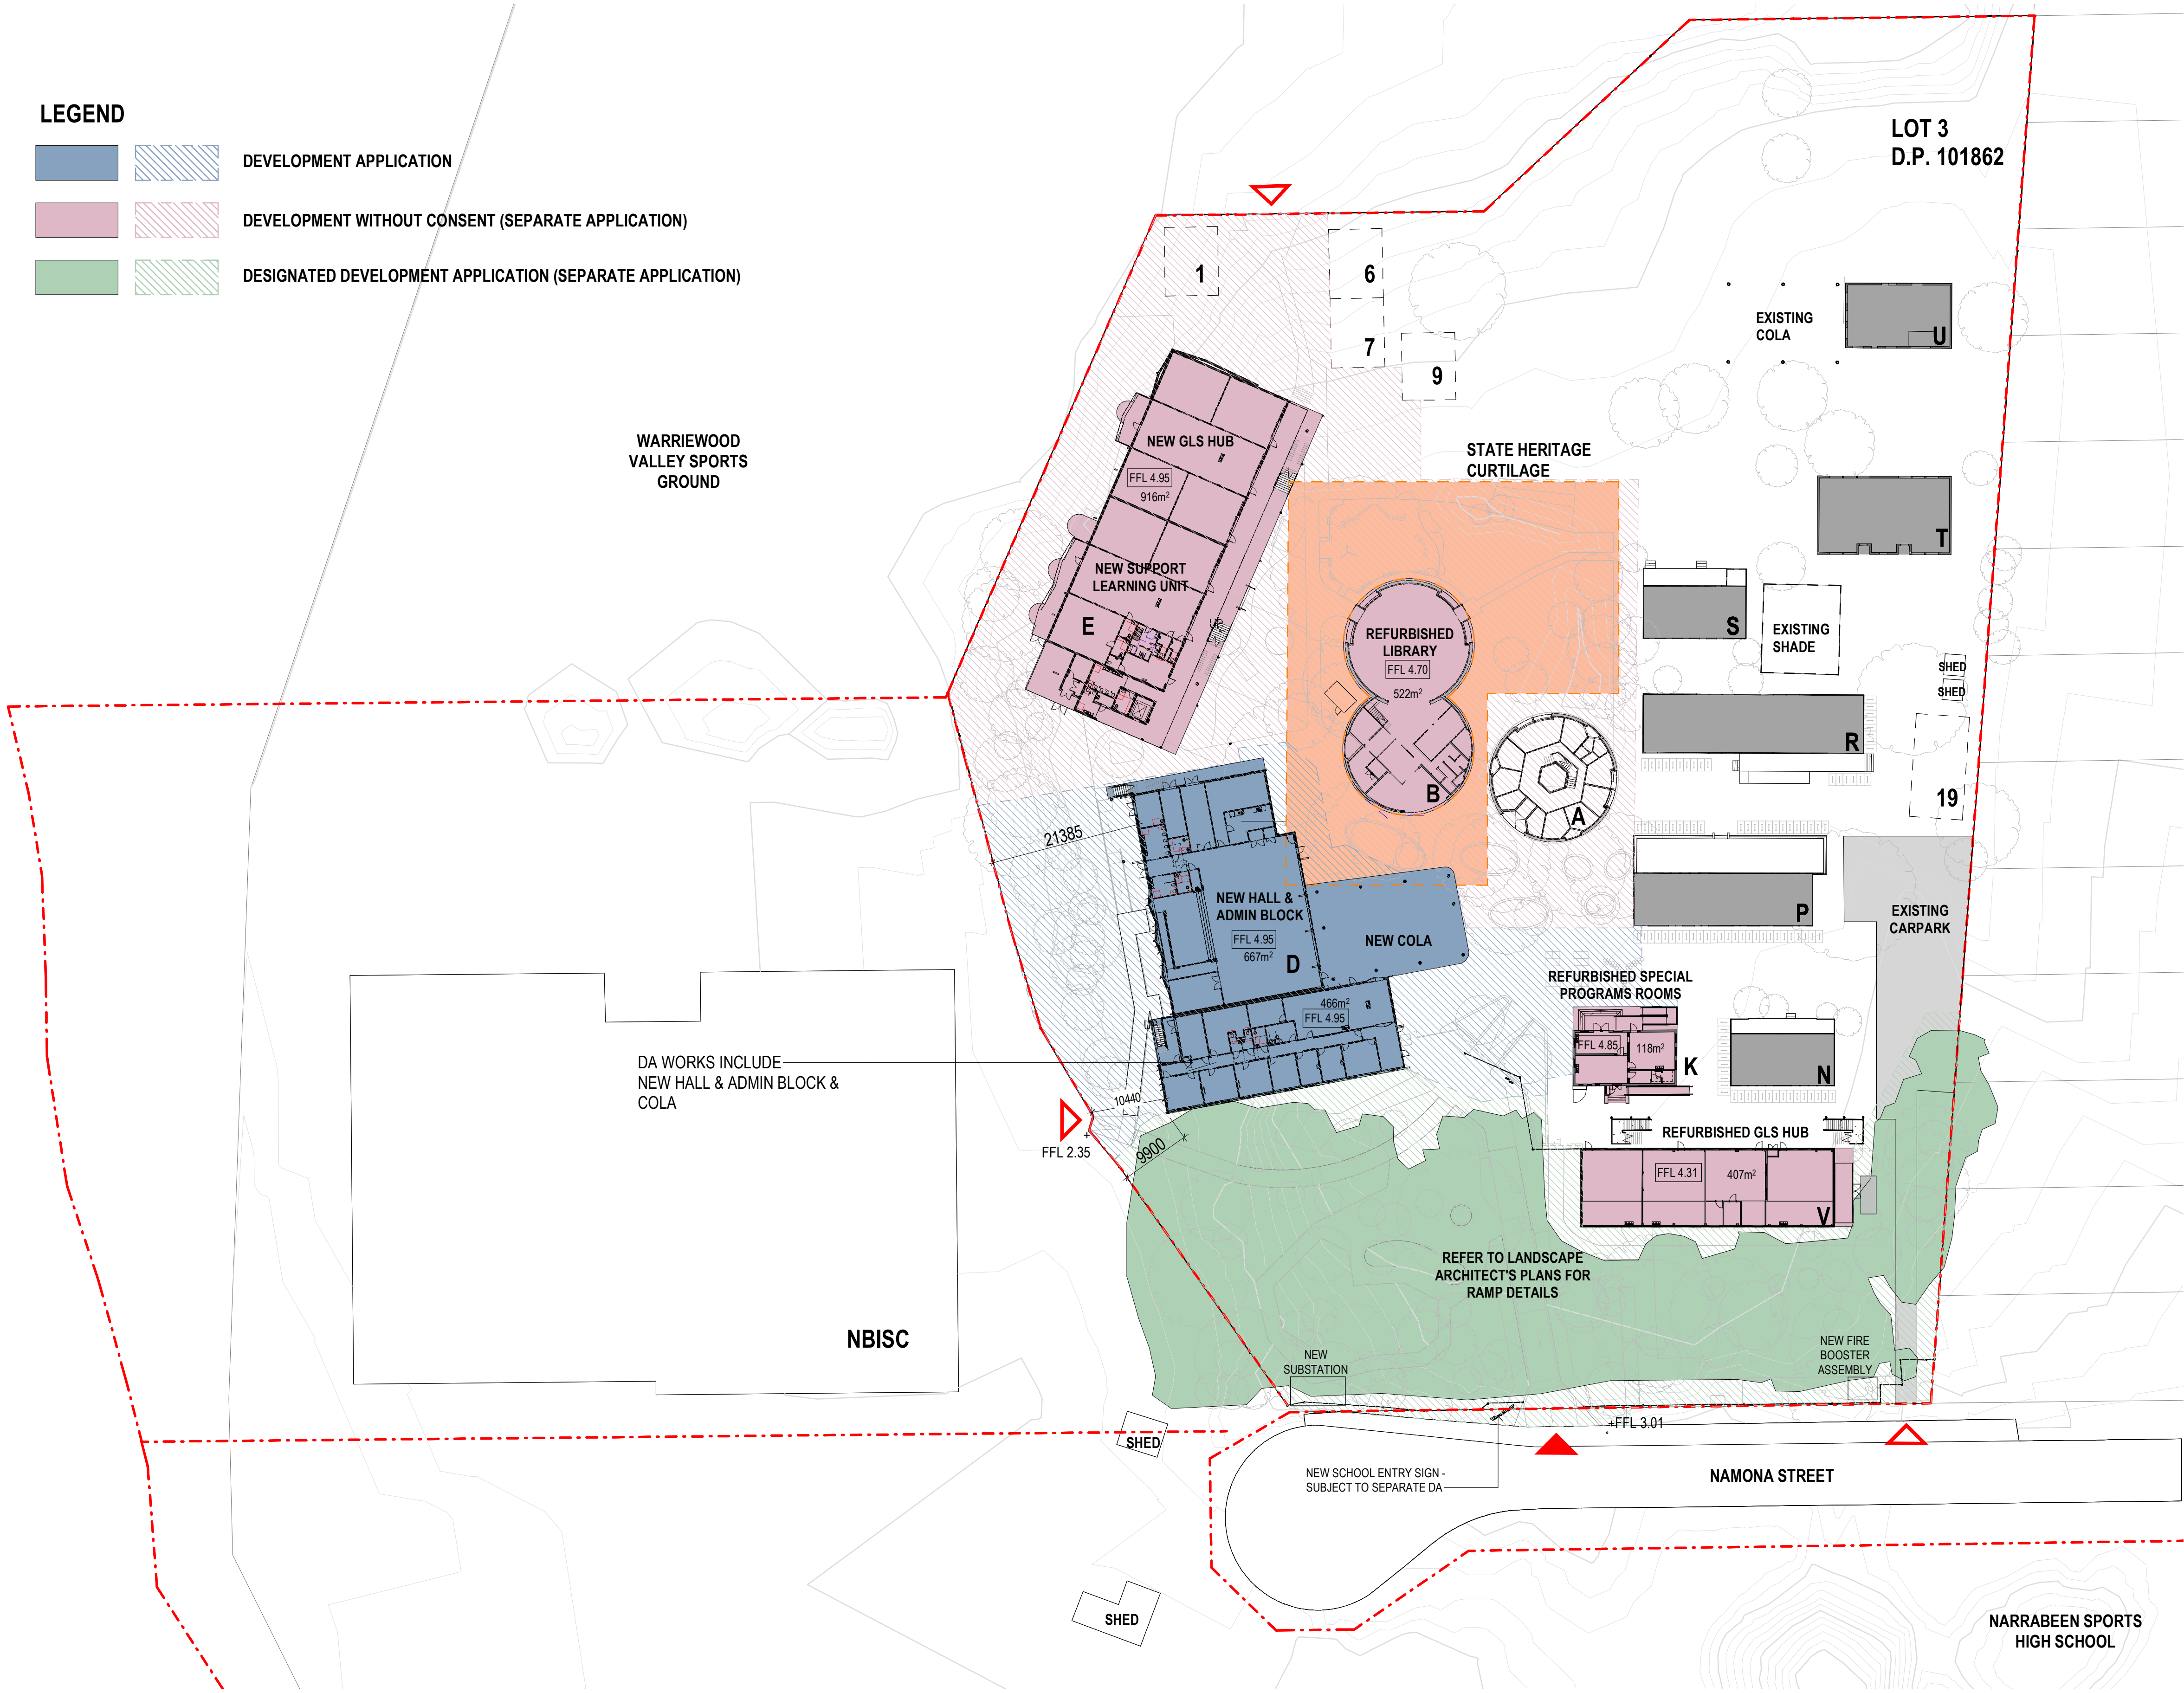 LEGEND
DEVELOPMENT APPLICATION
DEVELOPMENT WITHOUT CONSENT (SEPARATE APPLICATION)
DESIGNATED DEVELOPMENT APPLICATION (SEPARATE APPLICATION)
LOT 3
D.P. 101862
1
6
7
9
EXISTING
COLA
U
WARRIEWOOD
VALLEY SPORTS
GROUND
NEW GLS HUB
FFL 4.95
916m²
STATE HERITAGE
CURTILAGE
T
NEW SUPPORT
LEARNING UNIT
E
REFURBISHED
LIBRARY
FFL 4.70
522m²
B
A
S
EXISTING
SHADE
SHED
SHED
R
19
21385
NEW HALL &
ADMIN BLOCK
FFL 4.95
667m²
D
NEW COLA
P
EXISTING
CARPARK
466m²
FFL 4.95
REFURBISHED SPECIAL
PROGRAMS ROOMS
FFL 4.85
118m²
K
N
DA WORKS INCLUDE
NEW HALL & ADMIN BLOCK &
COLA
10440
FFL 2.35
9900
REFURBISHED GLS HUB
FFL 4.31
407m²
V
REFER TO LANDSCAPE
ARCHITECT'S PLANS FOR
RAMP DETAILS
NBISC
NEW
SUBSTATION
NEW FIRE
BOOSTER
ASSEMBLY
+FFL 3.01
SHED
NEW SCHOOL ENTRY SIGN -
SUBJECT TO SEPARATE DA
NAMONA STREET
SHED
NARRABEEN SPORTS
HIGH SCHOOL